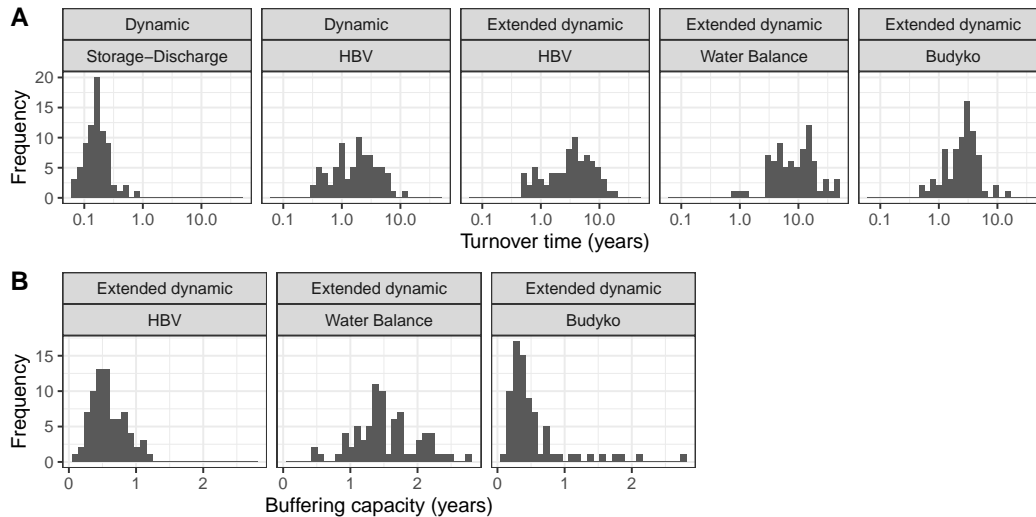 A
Dynamic Dynamic Extended dynamic Extended dynamic Extended dynamic
Storage−Discharge HBV HBV Water Balance Budyko
20
15
10
5
0
Frequency
0.1 1.0 10.0 0.1 1.0 10.0 0.1 1.0 10.0 0.1 1.0 10.0 0.1 1.0 10.0
Turnover time (years)
B
Extended dynamic Extended dynamic Extended dynamic
HBV Water Balance Budyko
15
10
5
0
Frequency
0 1 2 0 1 2 0 1 2
Buffering capacity (years)